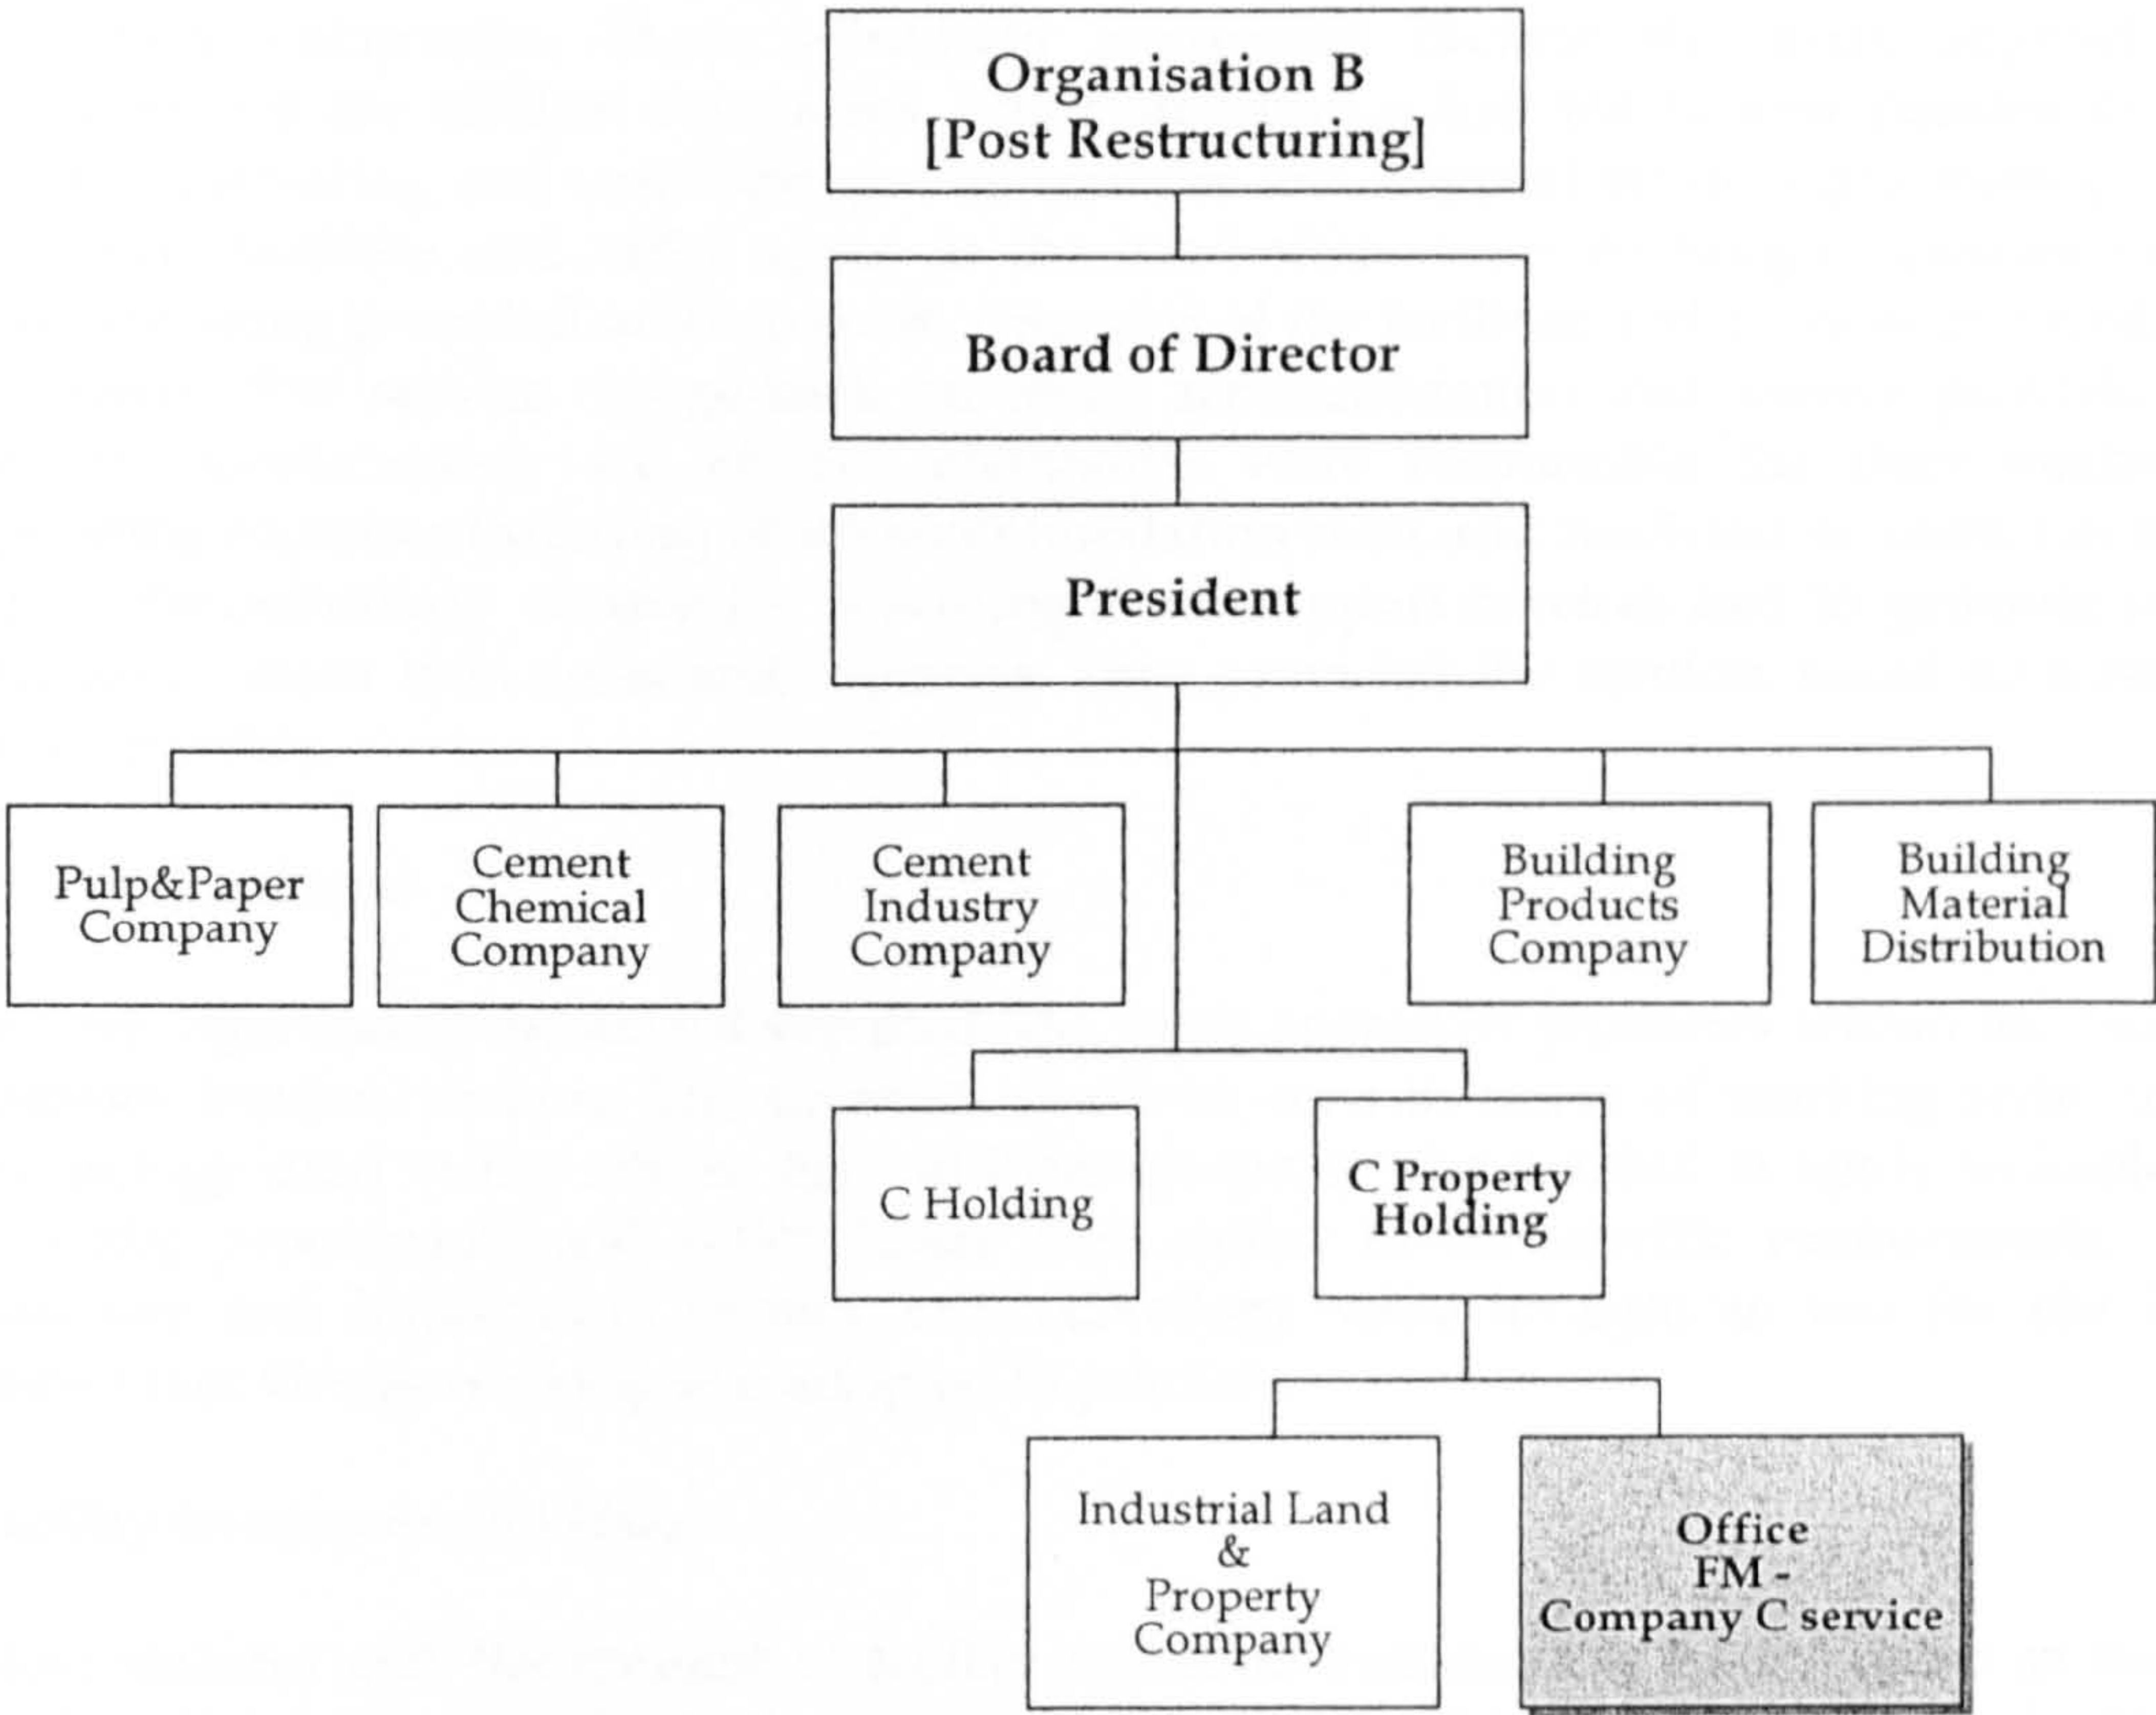 Organisation B
[Post Restructuring]
Board of Director
President
Pulp&Paper
Company
Cement
Chemical
Company
Cement
Industry
Company
Building
Products
Company
Building
Material
Distribution
C Holding
C Property
Holding
Industrial Land
&
Property
Company
Office
FM -
Company C service